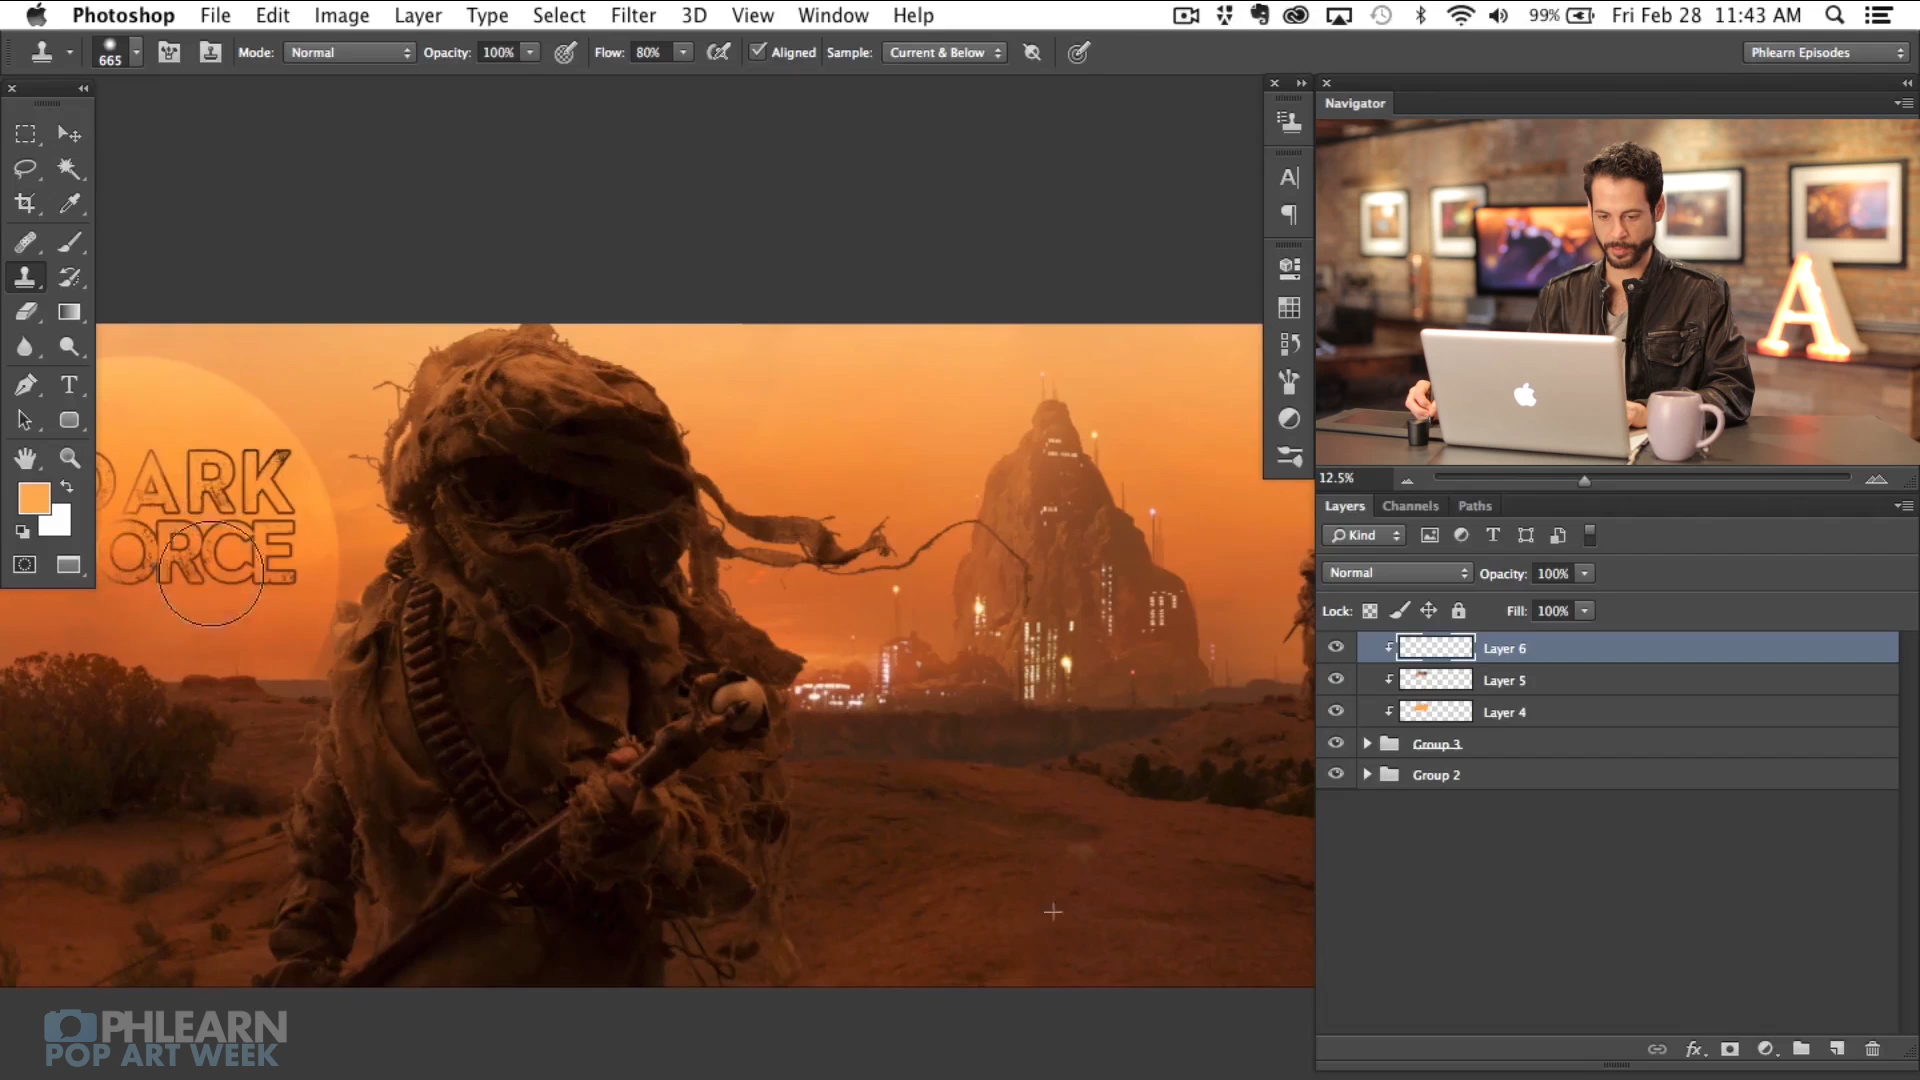 Photoshop File Edit Image Layer Type Select Filter 3D View Window Help 99% Fri Feb 28 11:43 AM
665 Mode: Normal Opacity: 100% Flow: 80% Aligned Sample: Current & Below Phlearn Episodes
Navigator
A
12.5%
Layers Channels Paths
Kind
Normal Opacity: 100%
Lock: Fill: 100%
Layer 6
Layer 5
Layer 4
Group 3
Group 2
DARK
FORCE
PHLEARN
POP ART WEEK